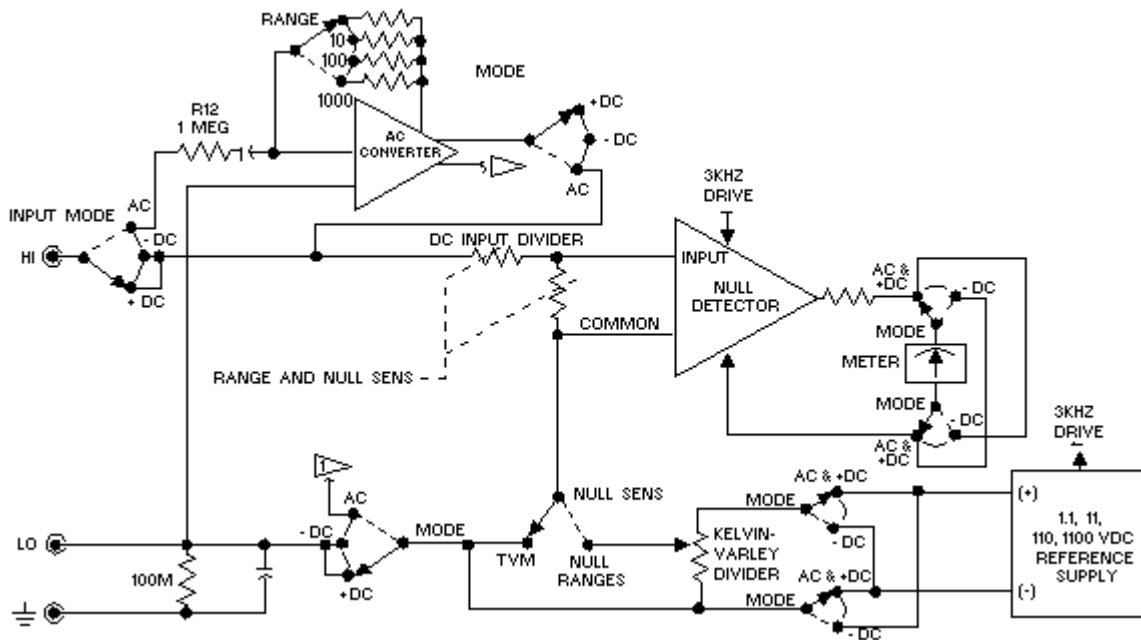 RANGE
10
100
1000
MODE
R12
1 MEG
AC
CONVERTER
+DC
- DC
AC
3KHZ
DRIVE
INPUT MODE
AC
- DC
HI
+ DC
DC INPUT DIVIDER
INPUT
NULL
DETECTOR
AC &
+DC
- DC
MODE
COMMON
METER
RANGE AND NULL SENS
MODE
- DC
AC &
+DC
3KHZ
DRIVE
1
AC
NULL SENS
MODE
AC & +DC
(+)
- DC
MODE
LO
TVM
NULL
RANGES
KELVIN-
VARLEY
DIVIDER
- DC
1.1, 11,
110, 1100 VDC
REFERENCE
SUPPLY
100M
+DC
AC & +DC
(-)
MODE
- DC